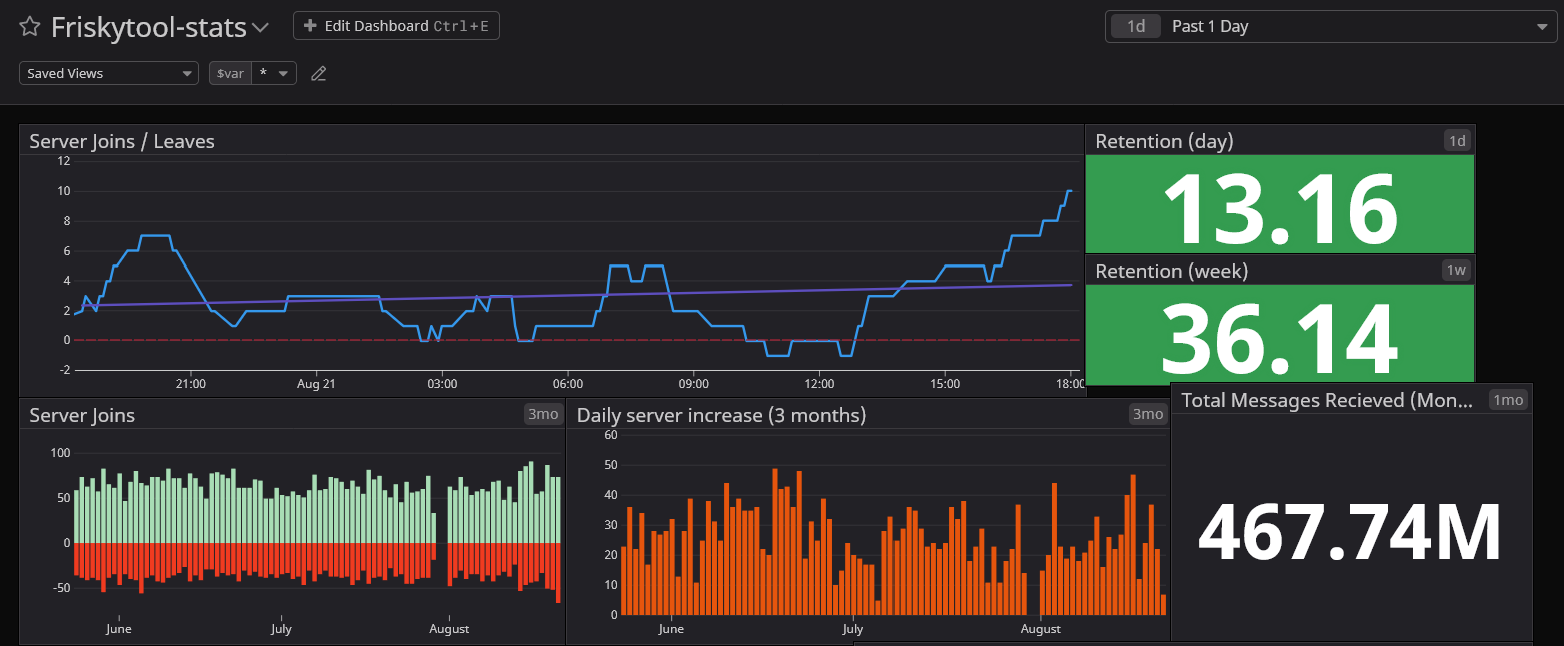 Friskytool-stats
Edit Dashboard Ctrl+E
1d Past 1 Day
Saved Views
$var *
Server Joins / Leaves
12
10
8
6
4
2
0
-2
21:00 Aug 21 03:00 06:00 09:00 12:00 15:00 18:00
Retention (day) 1d
13.16
Retention (week) 1w
36.14
Server Joins 3mo
100
50
0
-50
June July August
Daily server increase (3 months) 3mo
60
50
40
30
20
10
0
June July August
Total Messages Recieved (Mon... 1mo
467.74M